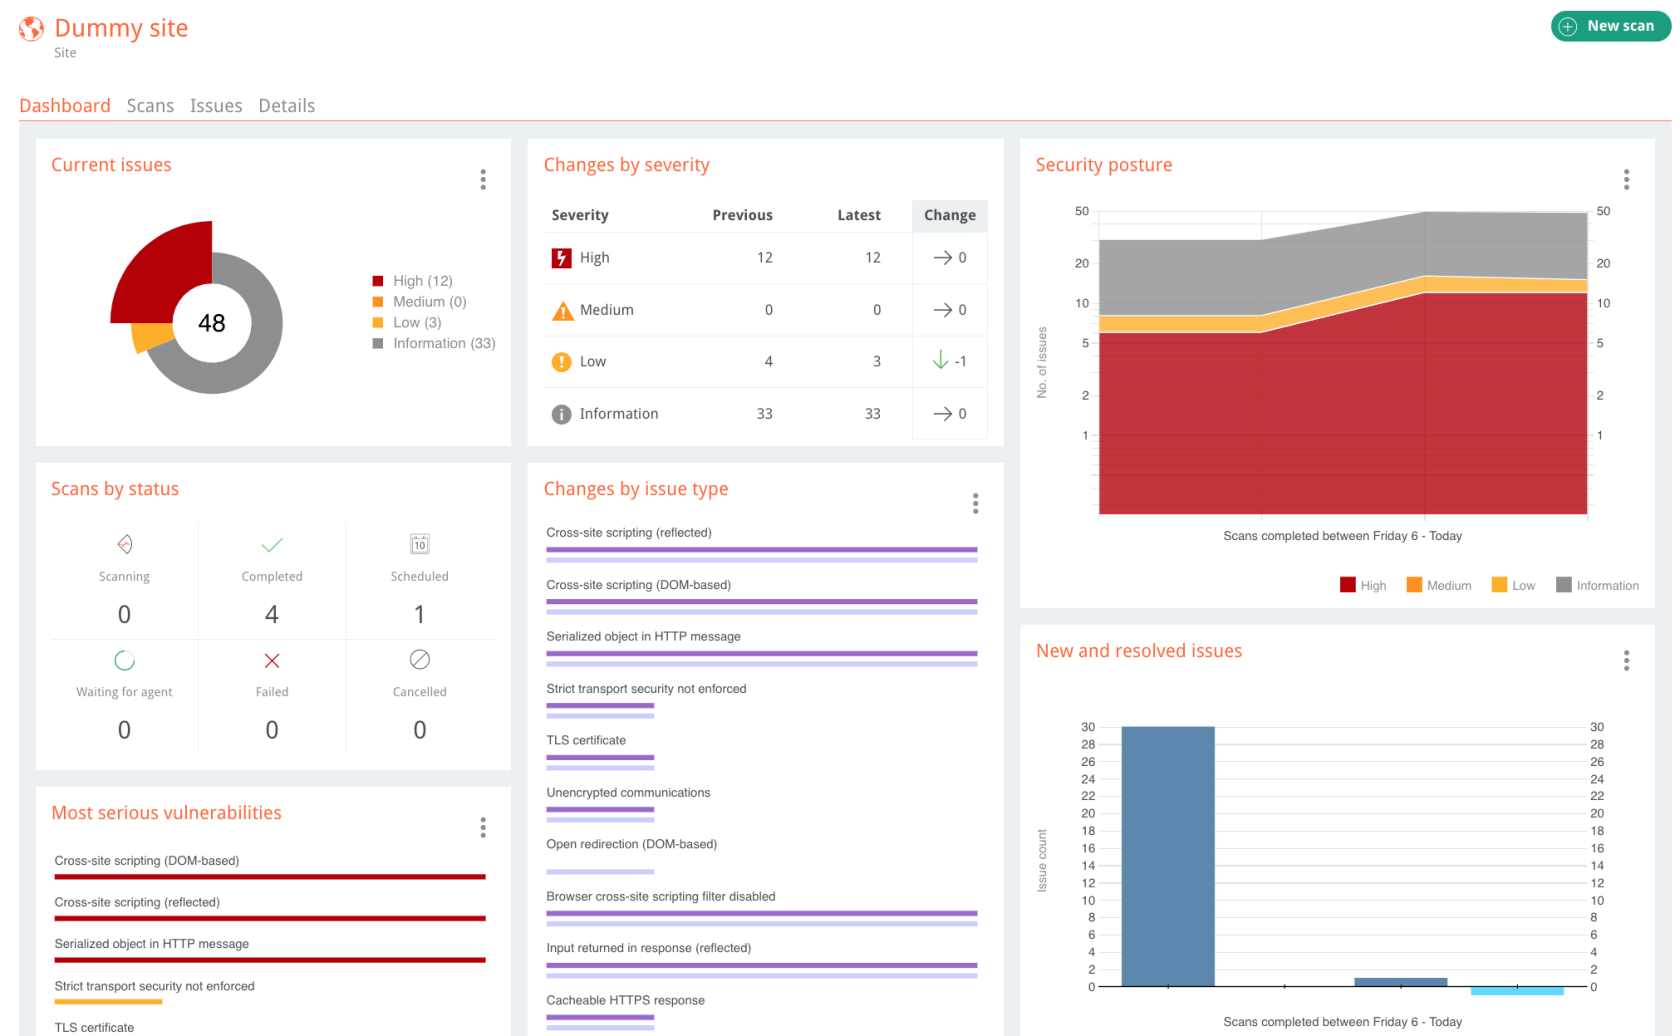 Dummy site
Site
New scan
Dashboard Scans Issues Details
Current issues
48
High (12)
Medium (0)
Low (3)
Information (33)
Changes by severity
Severity Previous Latest Change
High 12 12 → 0
Medium 0 0 → 0
Low 4 3 ↓ -1
Information 33 33 → 0
Security posture
50 50
20 20
10 10
5 5
2 2
1 1
No. of issues
Scans completed between Friday 6 - Today
High Medium Low Information
Scans by status
10
Scanning Completed Scheduled
0 4 1
Waiting for agent Failed Cancelled
0 0 0
Changes by issue type
Cross-site scripting (reflected)
Cross-site scripting (DOM-based)
Serialized object in HTTP message
Strict transport security not enforced
TLS certificate
Unencrypted communications
Open redirection (DOM-based)
Browser cross-site scripting filter disabled
Input returned in response (reflected)
Cacheable HTTPS response
New and resolved issues
30 30
28 28
26 26
24 24
22 22
20 20
18 18
16 16
14 14
12 12
10 10
8 8
6 6
4 4
2 2
0 0
Issue count
Scans completed between Friday 6 - Today
Most serious vulnerabilities
Cross-site scripting (DOM-based)
Cross-site scripting (reflected)
Serialized object in HTTP message
Strict transport security not enforced
TLS certificate